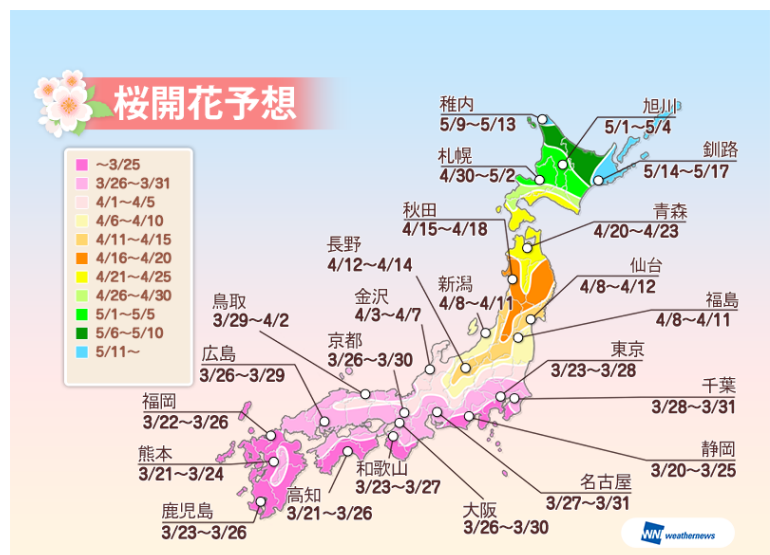 桜開花予想
～3/25
3/26～3/31
4/1～4/5
4/6～4/10
4/11～4/15
4/16～4/20
4/21～4/25
4/26～4/30
5/1～5/5
5/6～5/10
5/11～
稚内
5/9～5/13
旭川
5/1～5/4
札幌
4/30～5/2
釧路
5/14～5/17
秋田
4/15～4/18
青森
4/20～4/23
長野
4/12～4/14
仙台
4/8～4/12
新潟
4/8～4/11
福島
4/8～4/11
金沢
4/3～4/7
鳥取
3/29～4/2
京都
3/26～3/30
広島
3/26～3/29
東京
3/23～3/28
千葉
3/28～3/31
福岡
3/22～3/26
静岡
3/20～3/25
熊本
3/21～3/24
和歌山
3/23～3/27
名古屋
3/27～3/31
高知
3/21～3/26
大阪
3/26～3/30
鹿児島
3/23～3/26
WNI weathernews